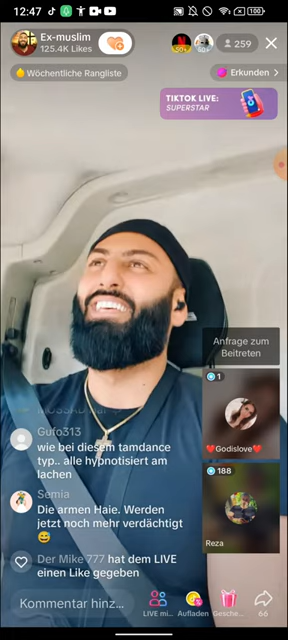 12:47
100
Ex-muslim
125.4K Likes
259
Wöchentliche Rangliste
Erkunden
TIKTOK LIVE:
SUPERSTAR
Anfrage zum
Beitreten
1
❤️Godislove❤️
188
Reza
Gufo313
wie bei diesem tamdance
typ.. alle hypnotisiert am
lachen
Semia
Die armen Haie. Werden
jetzt noch mehr verdächtigt
😅
Der Mike 777 hat dem LIVE
einen Like gegeben
Kommentar hinz...
LIVE mi...
Aufladen
Gesche...
66